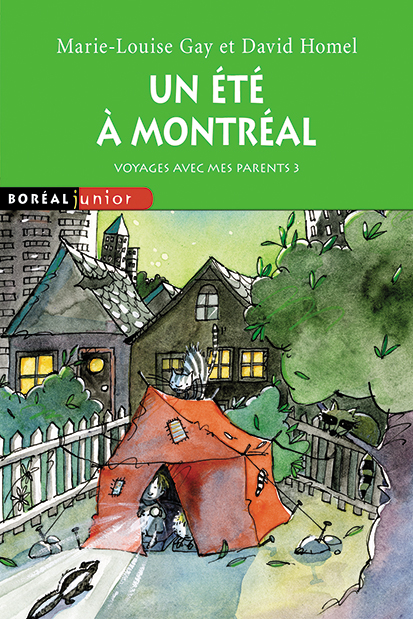 Marie-Louise Gay et David Homel
UN ÉTÉ
À MONTRÉAL
VOYAGES AVEC MES PARENTS 3
BORÉAL junior